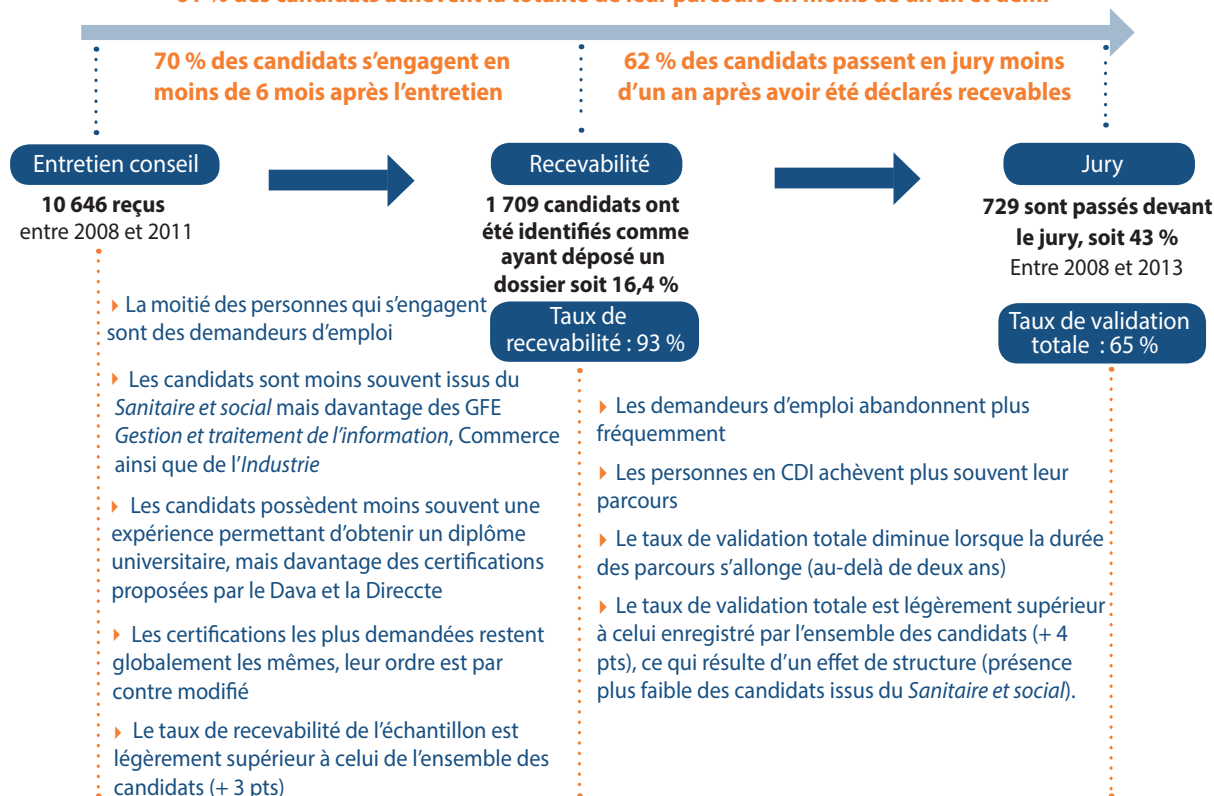 70 % des candidats s’engagent en
moins de 6 mois après l’entretien
62 % des candidats passent en jury moins
d’un an après avoir été déclarés recevables
Entretien conseil
10 646 reçus
entre 2008 et 2011
Recevabilité
1 709 candidats ont
été identifiés comme
ayant déposé un
dossier soit 16,4 %
Taux de
recevabilité : 93 %
Jury
729 sont passés devant
le jury, soit 43 %
Entre 2008 et 2013
Taux de validation
totale : 65 %
La moitié des personnes qui s’engagent
sont des demandeurs d’emploi
Les candidats sont moins souvent issus du
Sanitaire et social mais davantage des GFE
Gestion et traitement de l’information, Commerce
ainsi que de l’Industrie
Les candidats possèdent moins souvent une
expérience permettant d’obtenir un diplôme
universitaire, mais davantage des certifications
proposées par le Dava et la Direccte
Les certifications les plus demandées restent
globalement les mêmes, leur ordre est par
contre modifié
Le taux de recevabilité de l’échantillon est
légèrement supérieur à celui de l’ensemble des
candidats (+ 3 pts)
Les demandeurs d’emploi abandonnent plus
fréquemment
Les personnes en CDI achèvent plus souvent leur
parcours
Le taux de validation totale diminue lorsque la durée
des parcours s’allonge (au-delà de deux ans)
Le taux de validation totale est légèrement supérieur
à celui enregistré par l’ensemble des candidats (+ 4
pts), ce qui résulte d’un effet de structure (présence
plus faible des candidats issus du Sanitaire et social).